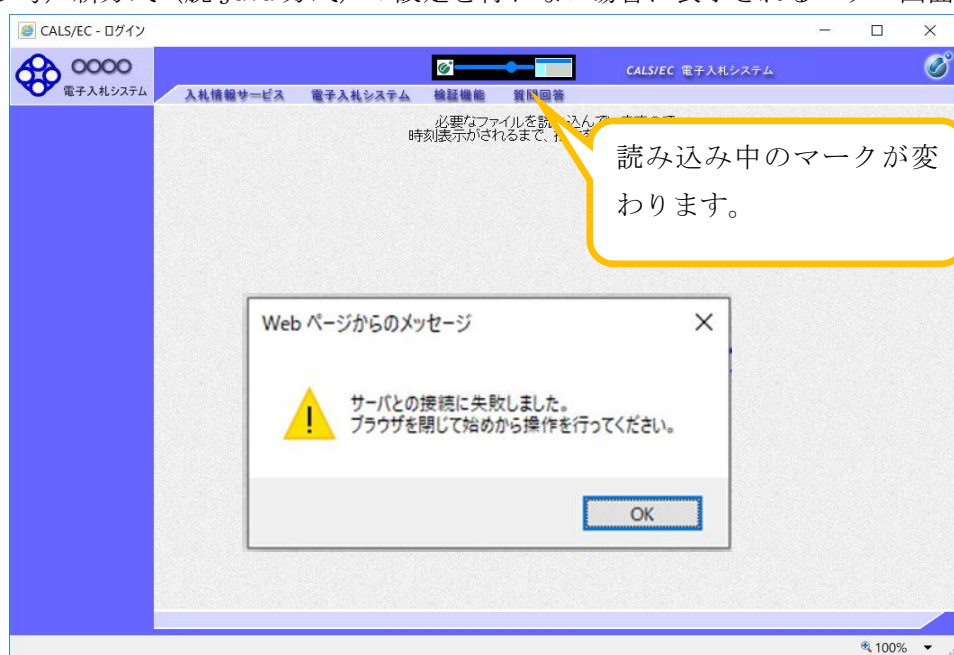 CALS/EC - ログイン
○○○○
電子入札システム
CALS/EC 電子入札システム
入札情報サービス 電子入札システム 検証機能 質問回答
必要なファイルを読み込んで
時刻表示がされるまで、
読み込み中のマークが変
わります。
Web ページからのメッセージ
サーバとの接続に失敗しました。
ブラウザを閉じて始めから操作を行ってください。
OK
100%